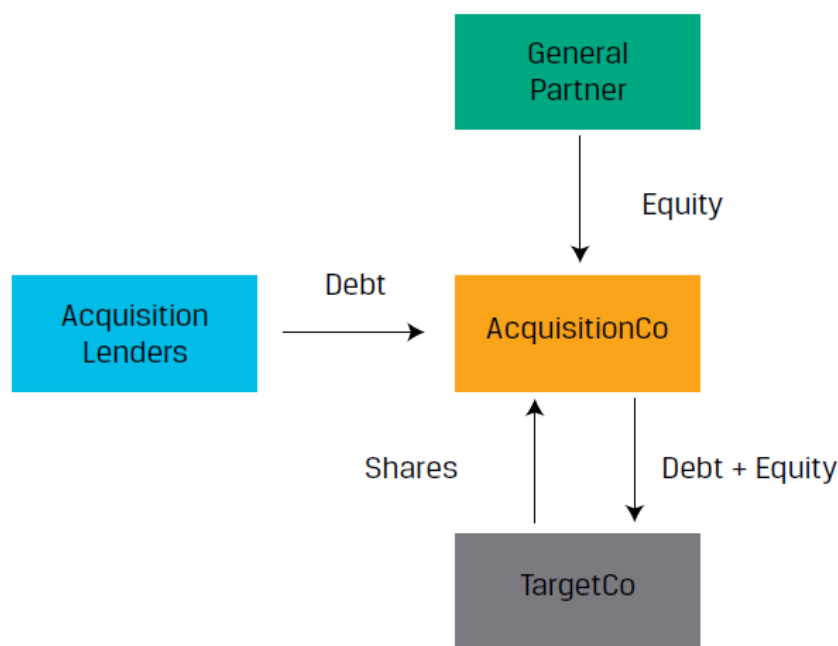 General
Partner
Equity
Debt
Acquisition
Lenders
AcquisitionCo
Shares
Debt + Equity
TargetCo